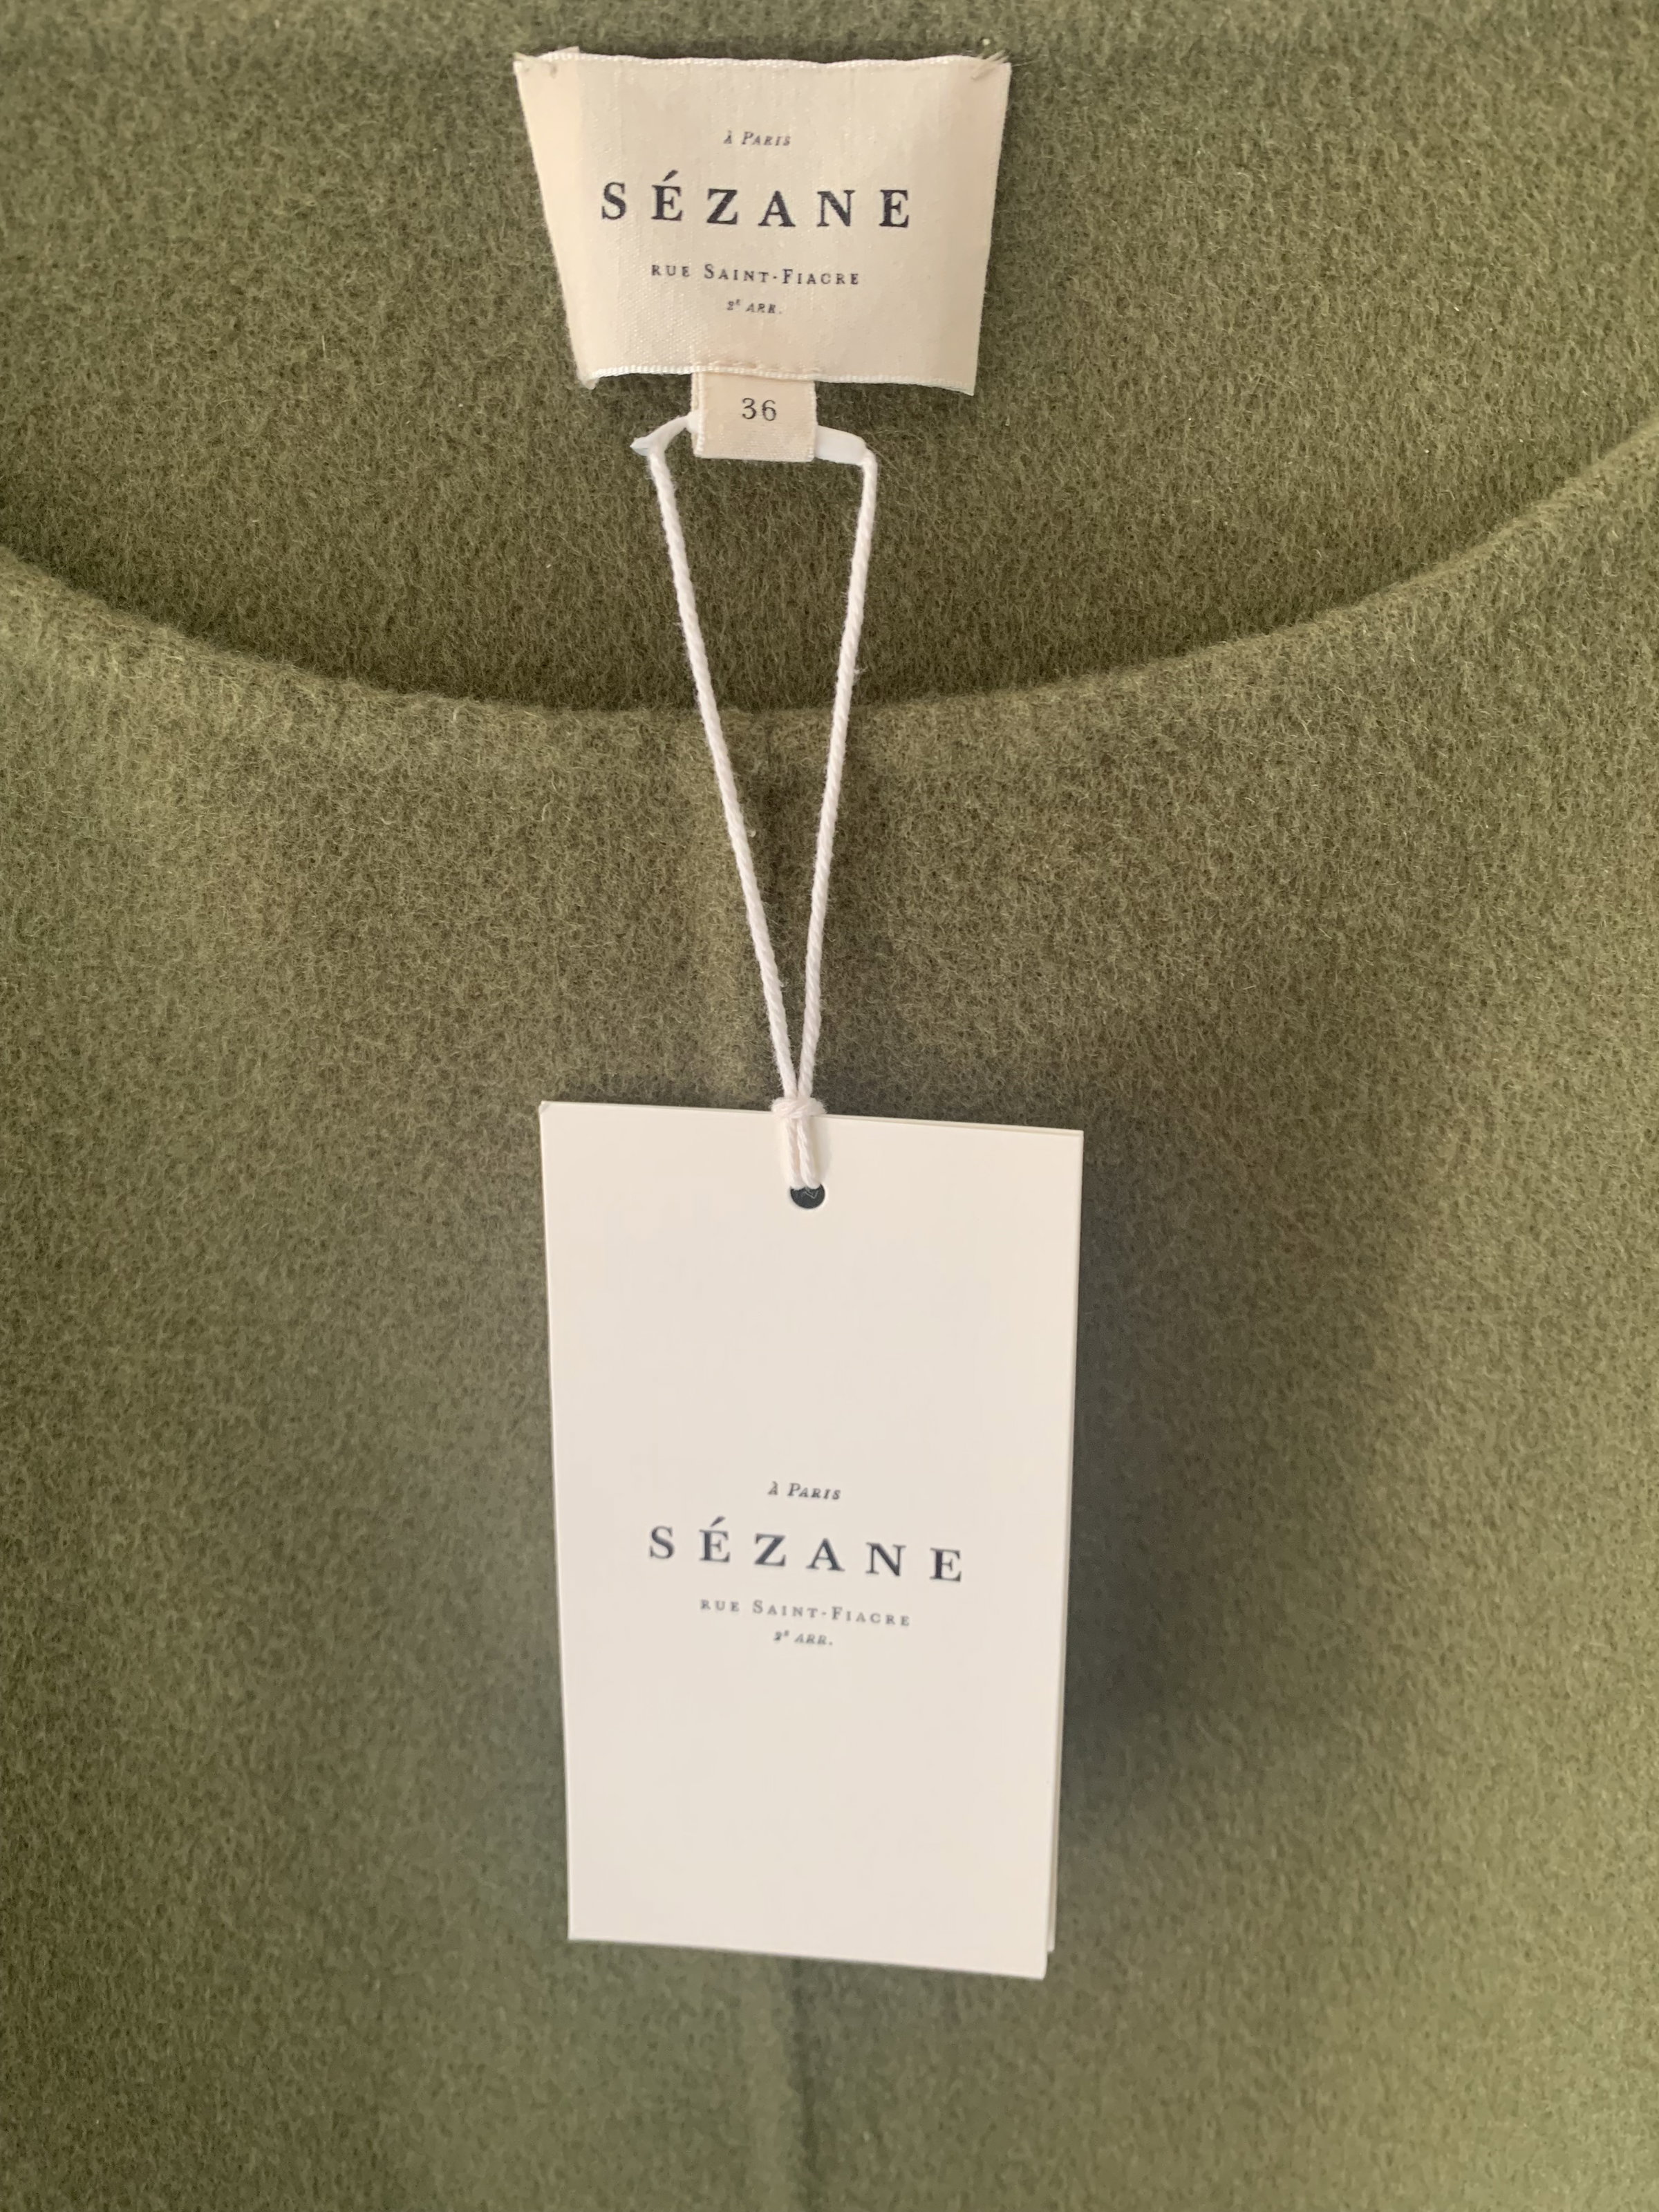 à Paris
SÉZANE
RUE SAINT-FIACRE
2e ARR.
36
à Paris
SÉZANE
RUE SAINT-FIACRE
2e ARR.